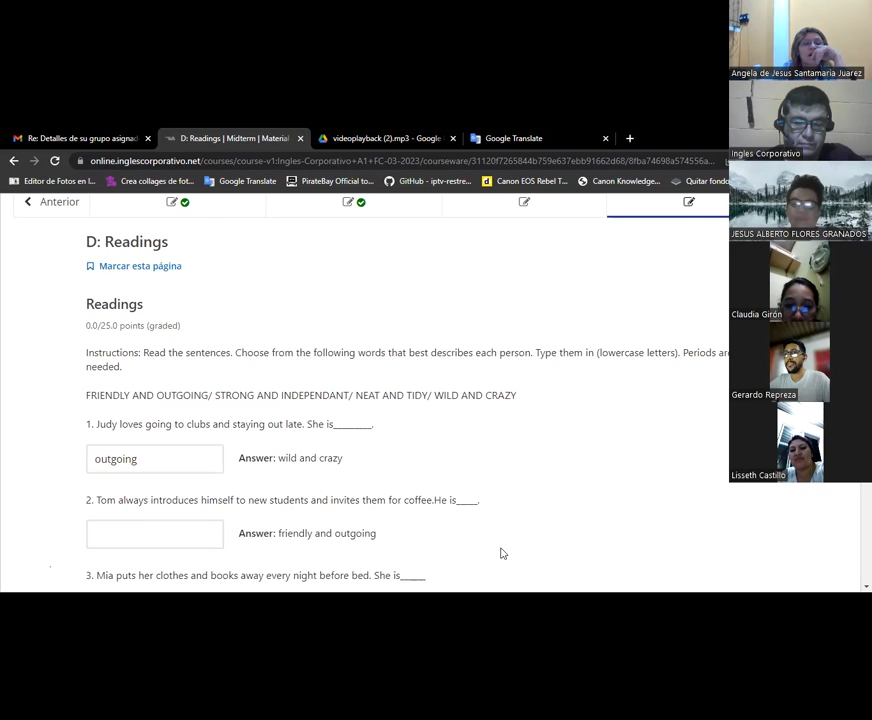 Angela de Jesus Santamaria Juarez
Re: Detalles de su grupo asignad
D: Readings | Midterm | Material
videoplayback (2).mp3 - Google
Google Translate
Ingles Corporativo
online.inglescorporativo.net/courses/course-v1:Ingles-Corporativo+A1+FC-03-2023/courseware/31120f7265844b759e637ebb91662d68/8fba74698a574556a...
Editor de Fotos en l...
Crea collages de fot...
Google Translate
PirateBay Official to...
GitHub - iptv-restre...
Canon EOS Rebel T...
Canon Knowledge...
Quitar fondo
Anterior
JESUS ALBERTO FLORES GRANADOS
D: Readings
Marcar esta página
Readings
Claudia Girón
0.0/25.0 points (graded)
Instructions: Read the sentences. Choose from the following words that best describes each person. Type them in (lowercase letters). Periods are
needed.
FRIENDLY AND OUTGOING/ STRONG AND INDEPENDANT/ NEAT AND TIDY/ WILD AND CRAZY
Gerardo Repreza
1. Judy loves going to clubs and staying out late. She is________.
outgoing
Answer: wild and crazy
Lisseth Castillo
2. Tom always introduces himself to new students and invites them for coffee.He is____.
Answer: friendly and outgoing
3. Mia puts her clothes and books away every night before bed. She is_____